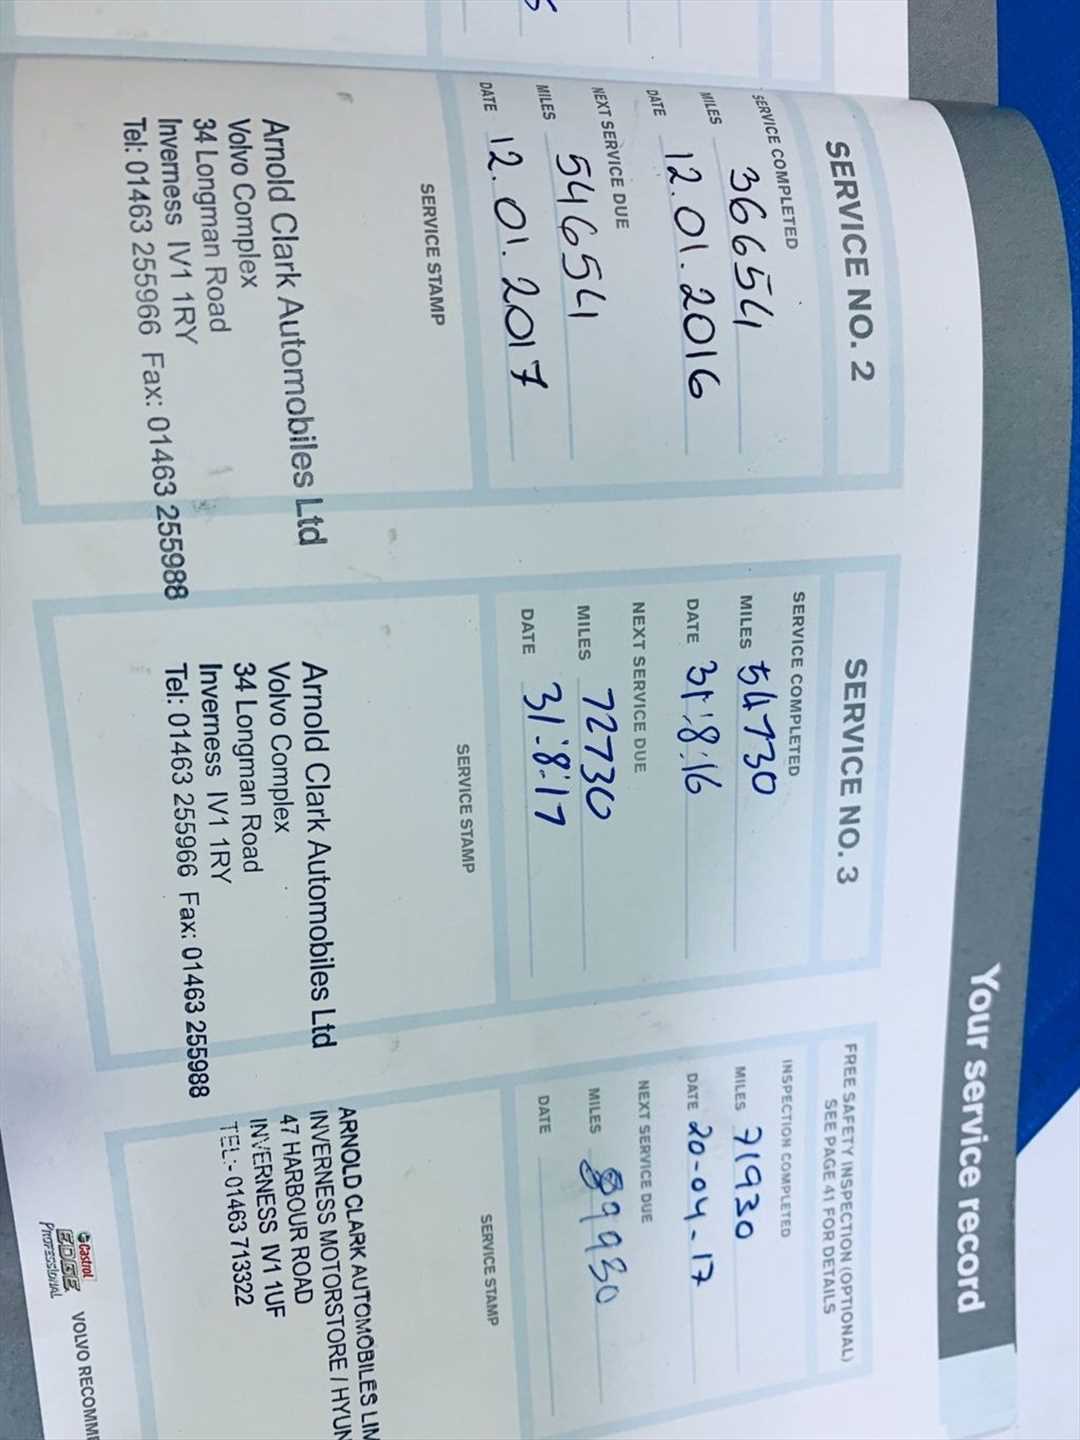 Your service record
SERVICE NO. 2
SERVICE COMPLETED
MILES 36654
DATE 12.01.2016
NEXT SERVICE DUE
MILES 54654
DATE 12.01.2017
SERVICE STAMP
Arnold Clark Automobiles Ltd
Volvo Complex
34 Longman Road
Inverness IV1 1RY
Tel: 01463 255966 Fax: 01463 255988
SERVICE NO. 3
SERVICE COMPLETED
MILES 54730
DATE 31:8:16
NEXT SERVICE DUE
MILES 72730
DATE 31:8:17
SERVICE STAMP
Arnold Clark Automobiles Ltd
Volvo Complex
34 Longman Road
Inverness IV1 1RY
Tel: 01463 255966 Fax: 01463 255988
FREE SAFETY INSPECTION (OPTIONAL)
SEE PAGE 41 FOR DETAILS
INSPECTION COMPLETED
MILES 71930
DATE 20-04-17
NEXT SERVICE DUE
MILES 89930
DATE
SERVICE STAMP
ARNOLD CLARK AUTOMOBILES LIM
INVERNESS MOTORSTORE / HYUN
47 HARBOUR ROAD
INVERNESS IV1 1UF
TEL:- 01463 713322
Castrol
EDGE
PROFESSIONAL
VOLVO RECOMME